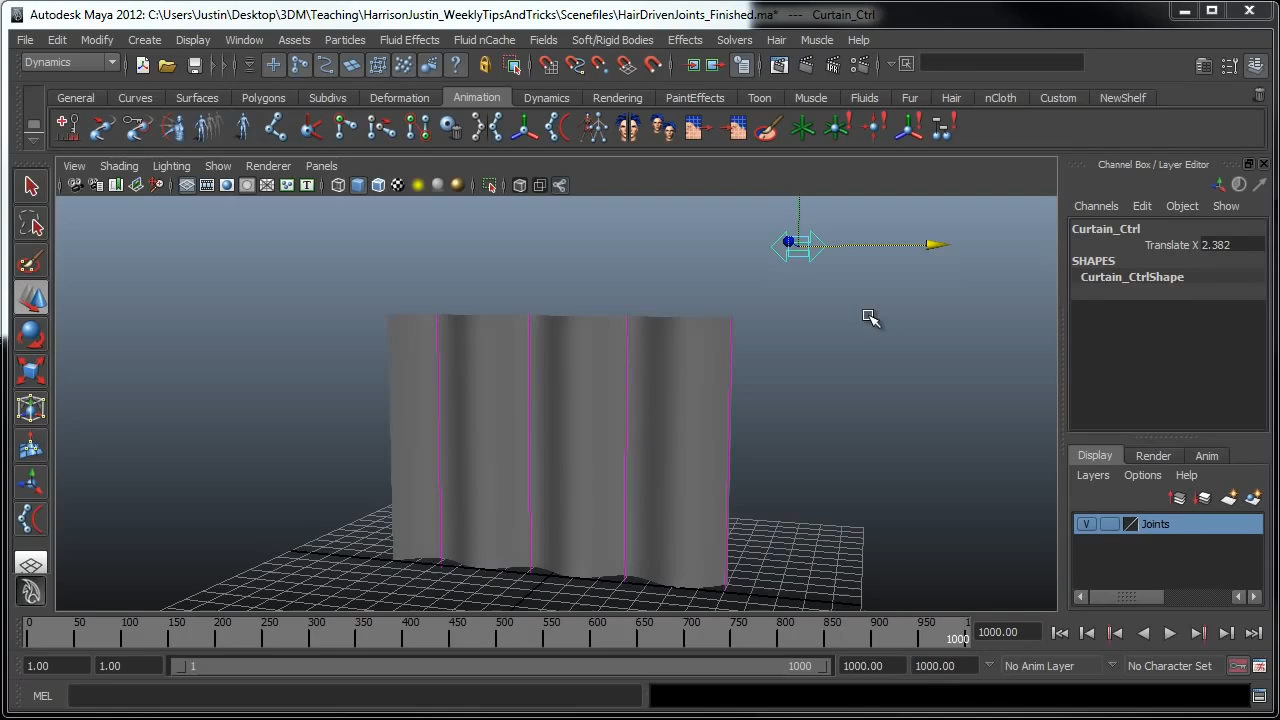 Autodesk Maya 2012: C:\Users\Justin\Desktop\3DM\Teaching\HarrisonJustin_WeeklyTipsAndTricks\Scenefiles\HairDrivenJoints_Finished.ma* --- Curtain_Ctrl
File Edit Modify Create Display Window Assets Particles Fluid Effects Fluid nCache Fields Soft/Rigid Bodies Effects Solvers Hair Muscle Help
Dynamics
General Curves Surfaces Polygons Subdivs Deformation Animation Dynamics Rendering PaintEffects Toon Muscle Fluids Fur Hair nCloth Custom NewShelf
View Shading Lighting Show Renderer Panels
Channel Box / Layer Editor
Channels Edit Object Show
Curtain_Ctrl
Translate X 2.382
SHAPES
Curtain_CtrlShape
Display Render Anim
Layers Options Help
V Joints
0 50 100 150 200 250 300 350 400 450 500 550 600 650 700 750 800 850 900 950 1
1000 1000.00
1.00 1.00 1 1000 1000.00 1000.00 No Anim Layer No Character Set
MEL